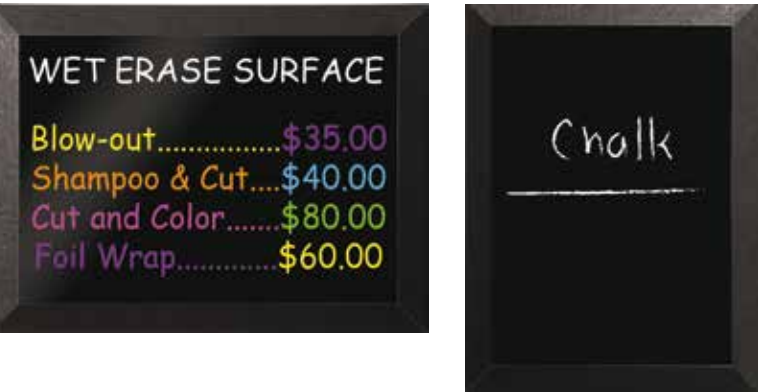 WET ERASE SURFACE
Blow-out................$35.00
Shampoo & Cut....$40.00
Cut and Color.......$80.00
Foil Wrap.............$60.00
Chalk